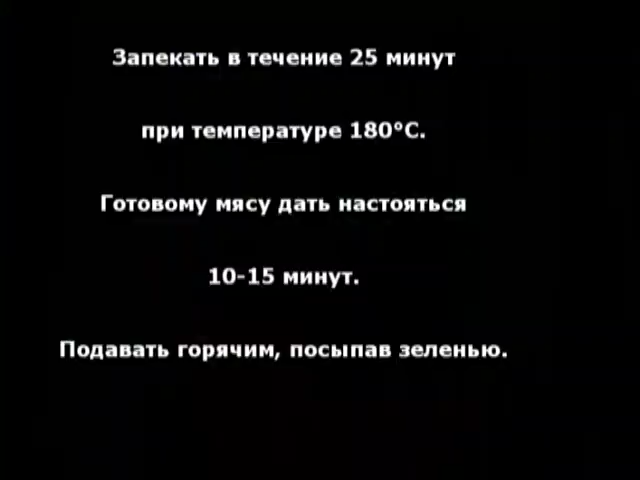 Запекать в течение 25 минут
при температуре 180°С.
Готовому мясу дать настояться
10-15 минут.
Подавать горячим, посыпав зеленью.